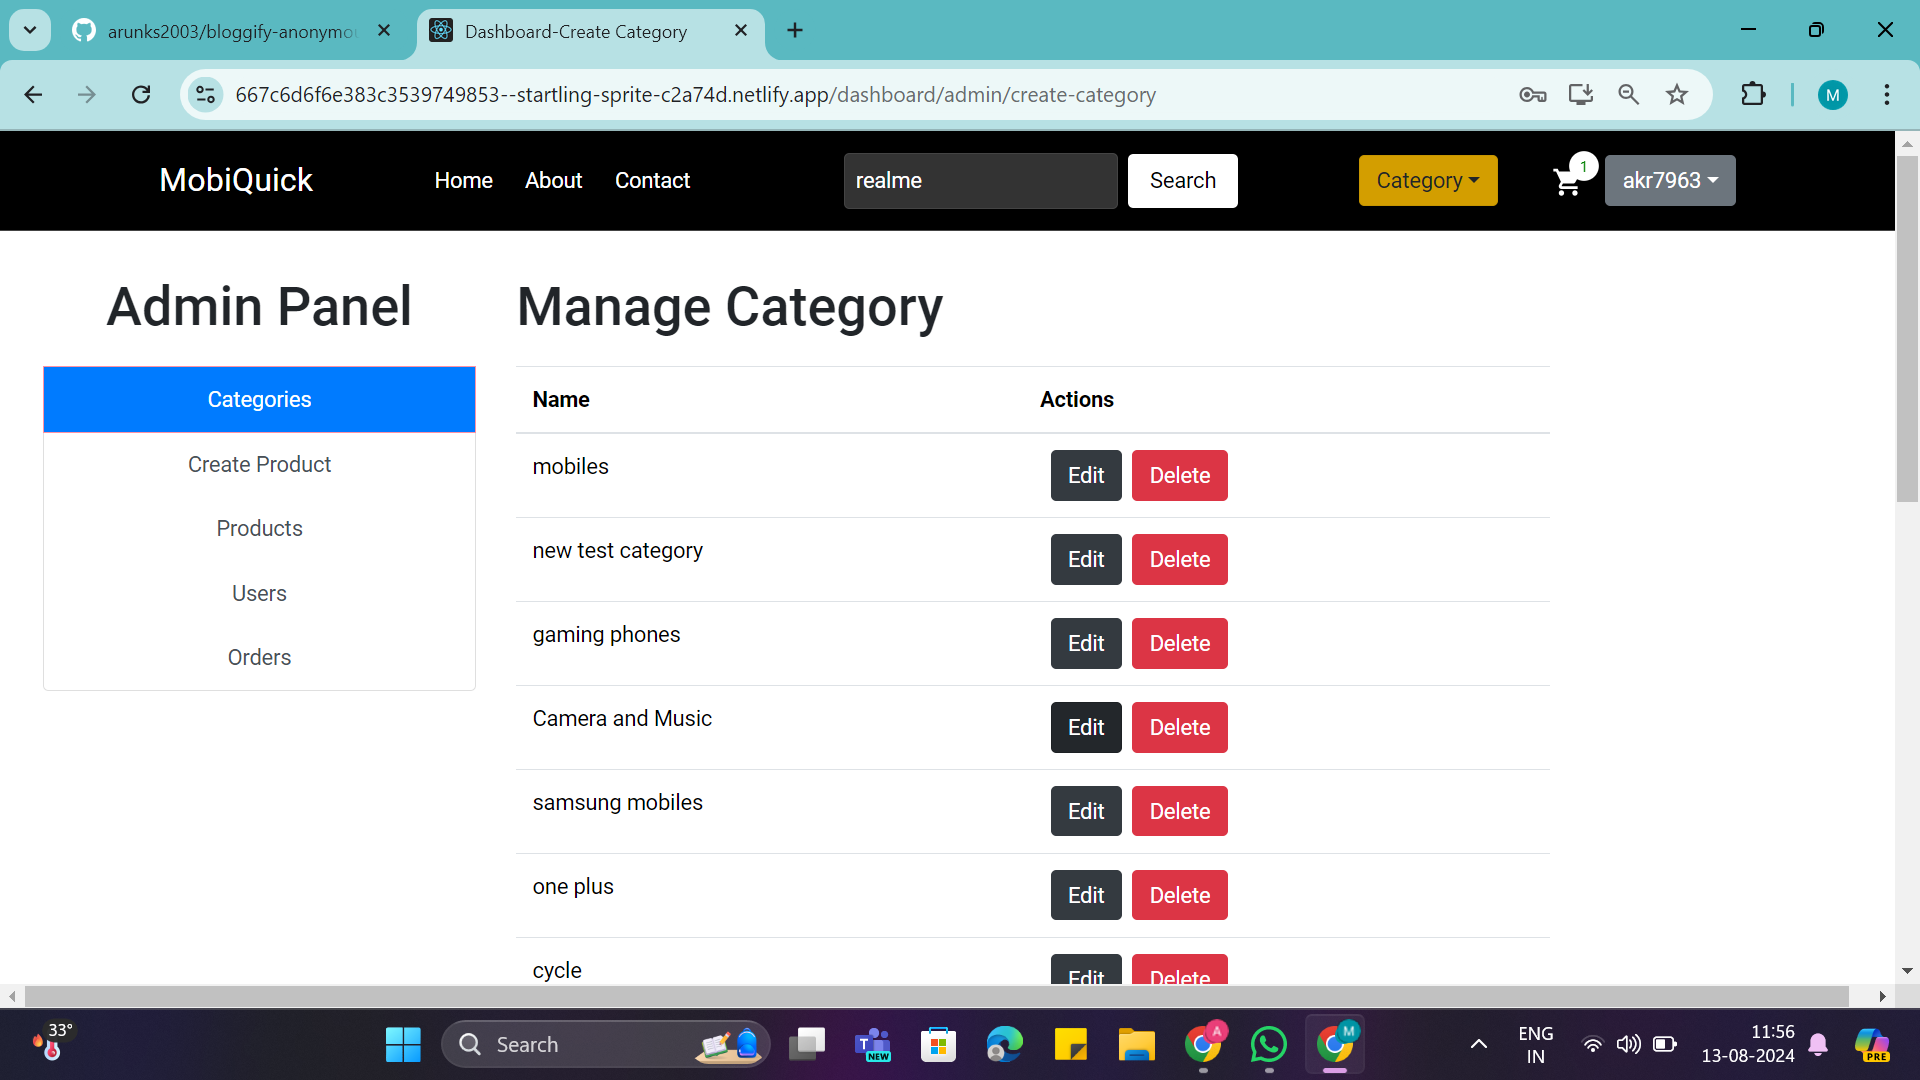 arunks2003/bloggify-anonymou
Dashboard-Create Category
667c6d6f6e383c3539749853--startling-sprite-c2a74d.netlify.app/dashboard/admin/create-category
M
MobiQuick
Home
About
Contact
realme
Search
Category
1
akr7963
Admin Panel
Categories
Create Product
Products
Users
Orders
Manage Category
Name Actions
mobiles Edit Delete
new test category Edit Delete
gaming phones Edit Delete
Camera and Music Edit Delete
samsung mobiles Edit Delete
one plus Edit Delete
cycle Edit Delete
33°
Search
T
NEW
A
M
ENG
IN
11:56
13-08-2024
PRE